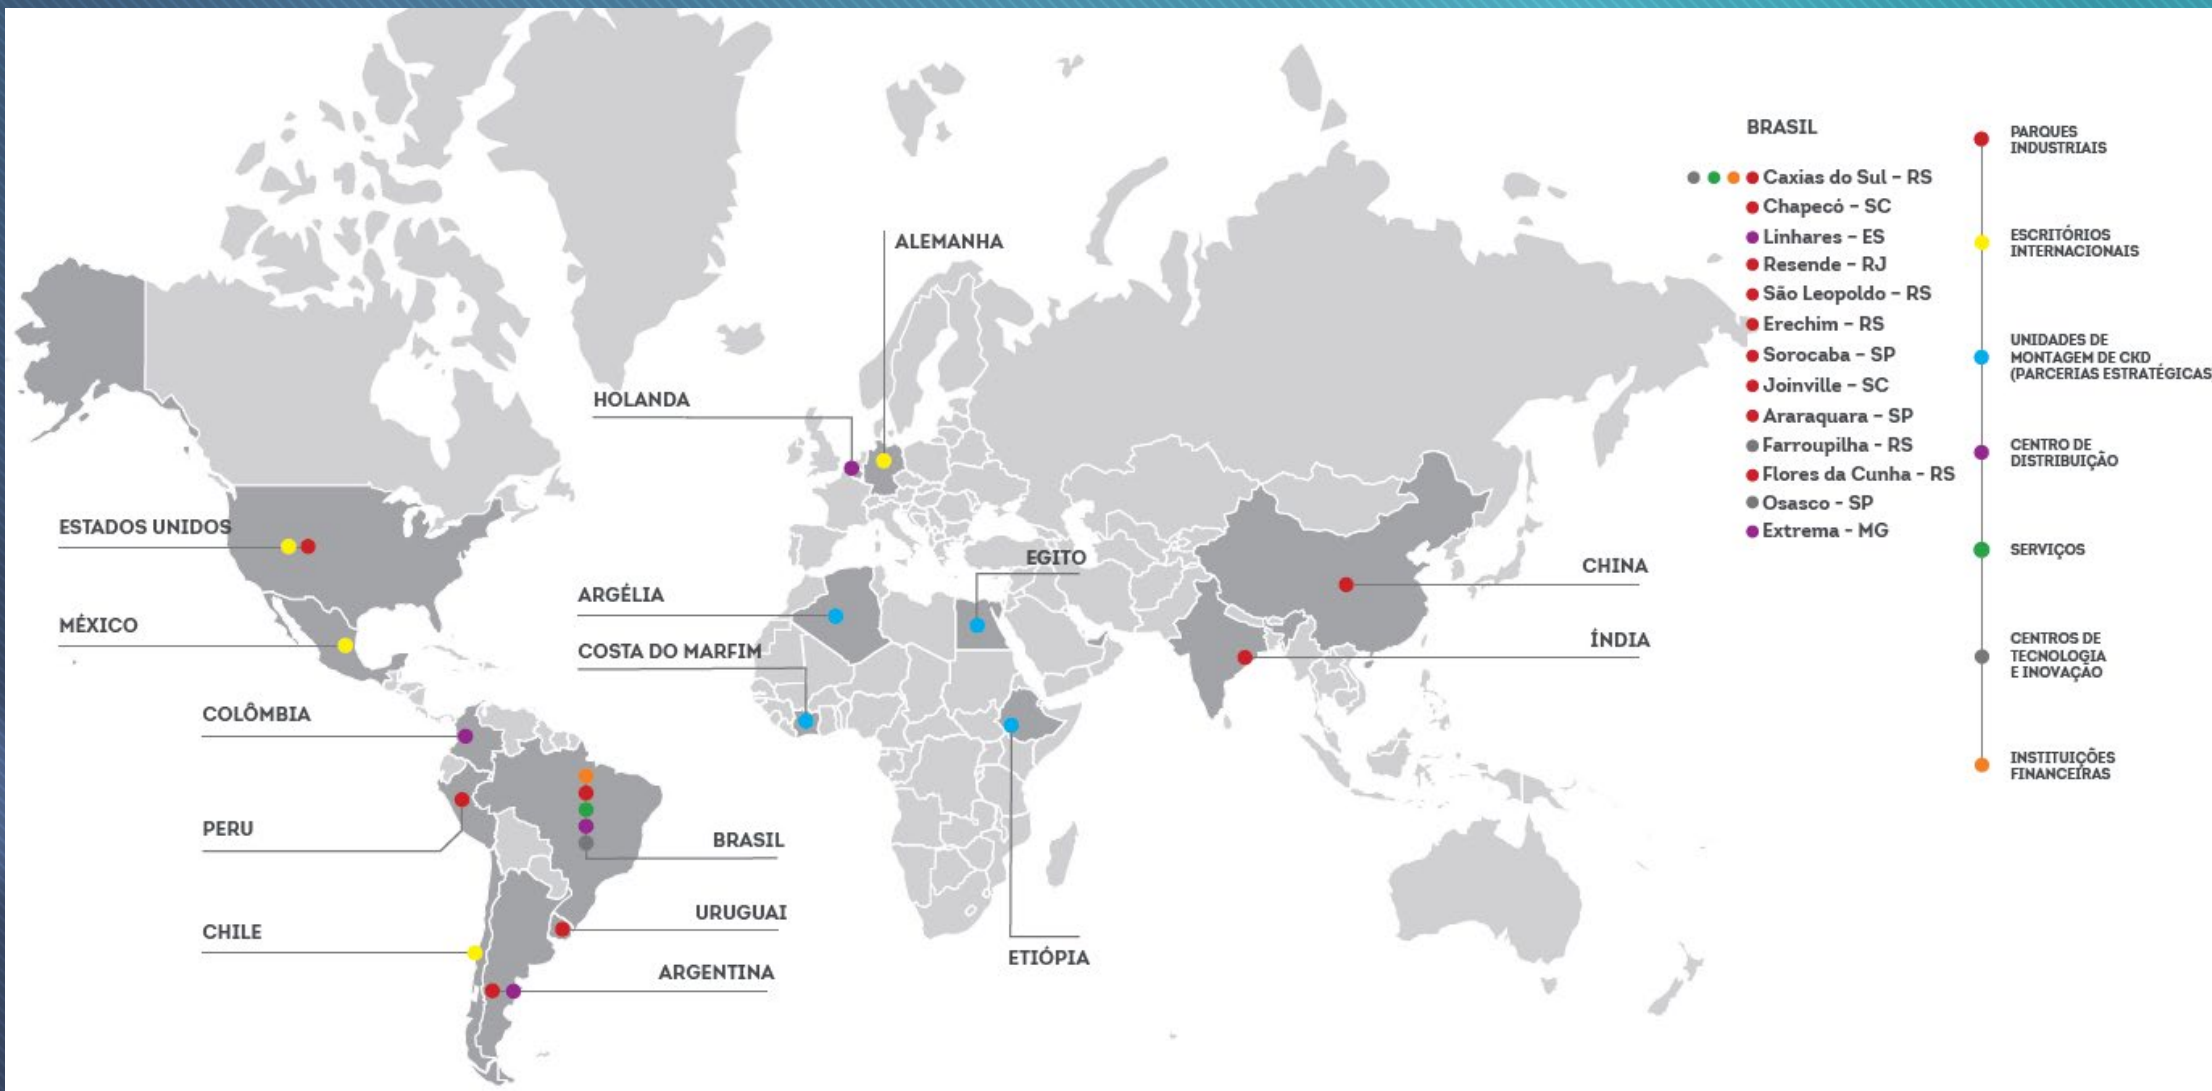 ALEMANHA
HOLANDA
ESTADOS UNIDOS
MÉXICO
ARGÉLIA
EGITO
COSTA DO MARFIM
CHINA
ÍNDIA
COLÔMBIA
PERU
BRASIL
URUGUAI
CHILE
ARGENTINA
ETIÓPIA
BRASIL
Caxias do Sul – RS
Chapecó – SC
Linhares – ES
Resende – RJ
São Leopoldo – RS
Erechim – RS
Sorocaba – SP
Joinville – SC
Araraquara – SP
Farroupilha - RS
Flores da Cunha - RS
Osasco - SP
Extrema - MG
PARQUES
INDUSTRIAIS
ESCRITÓRIOS
INTERNACIONAIS
UNIDADES DE
MONTAGEM DE CKD
(PARCERIAS ESTRATÉGICAS
CENTRO DE
DISTRIBUIÇÃO
SERVIÇOS
CENTROS DE
TECNOLOGIA
E INOVAÇÃO
INSTITUIÇÕES
FINANCEIRAS